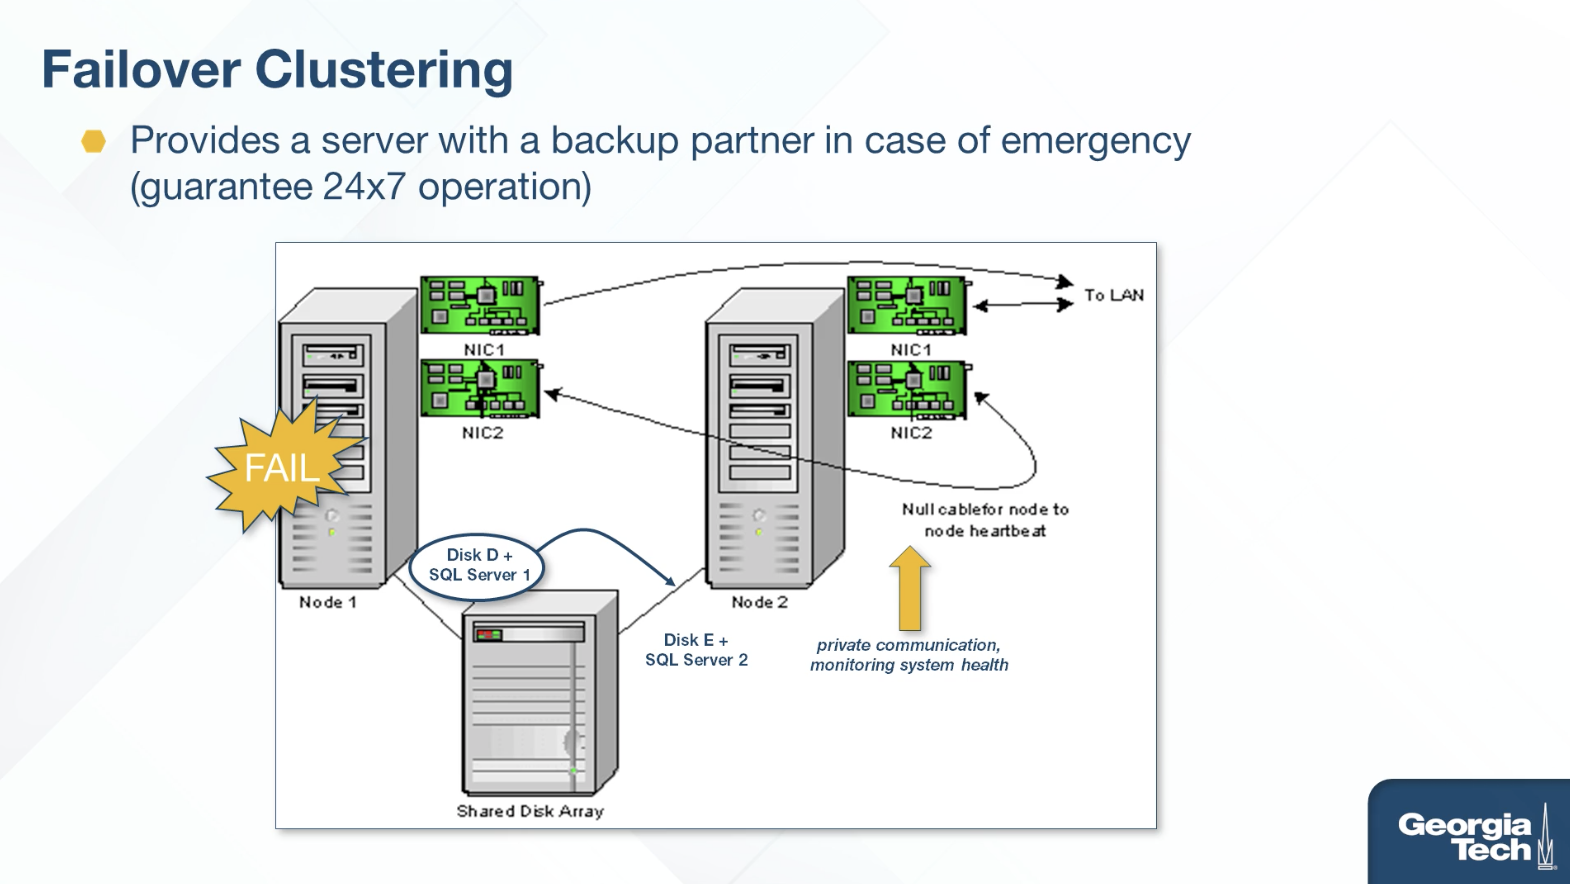 Failover Clustering
Provides a server with a backup partner in case of emergency
(guarantee 24x7 operation)
To LAN
NIC1
NIC1
NIC2
NIC2
FAIL
Null cablefor node to
node heartbeat
Disk D +
SQL Server 1
Node 1
Node 2
Disk E +
SQL Server 2
private communication,
monitoring system health
Shared Disk Array
Georgia
Tech